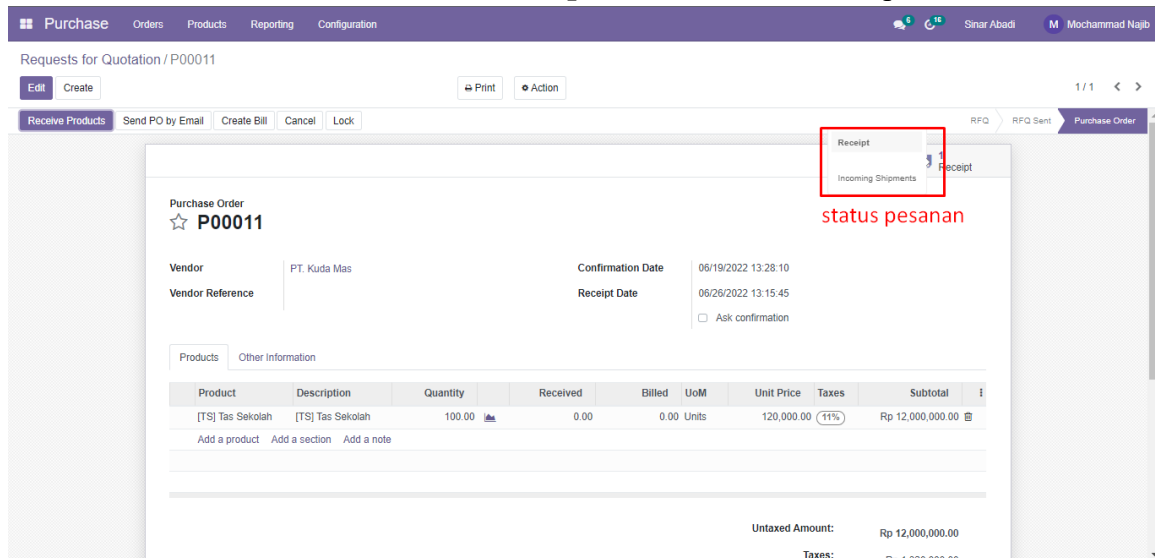 Purchase Orders Products Reporting Configuration 6 16 Sinar Abadi M Mochammad Najib
Requests for Quotation / P00011
Edit Create Print Action 1 / 1
Receive Products Send PO by Email Create Bill Cancel Lock RFQ RFQ Sent Purchase Order
Receipt
1
Receipt
Incoming Shipments
status pesanan
Purchase Order
P00011
Vendor PT. Kuda Mas Confirmation Date 06/19/2022 13:28:10
Vendor Reference Receipt Date 06/26/2022 13:15:45
Ask confirmation
Products Other Information
Product Description Quantity Received Billed UoM Unit Price Taxes Subtotal
[TS] Tas Sekolah [TS] Tas Sekolah 100.00 0.00 0.00 Units 120,000.00 11% Rp 12,000,000.00
Add a product Add a section Add a note
Untaxed Amount: Rp 12,000,000.00
Taxes: